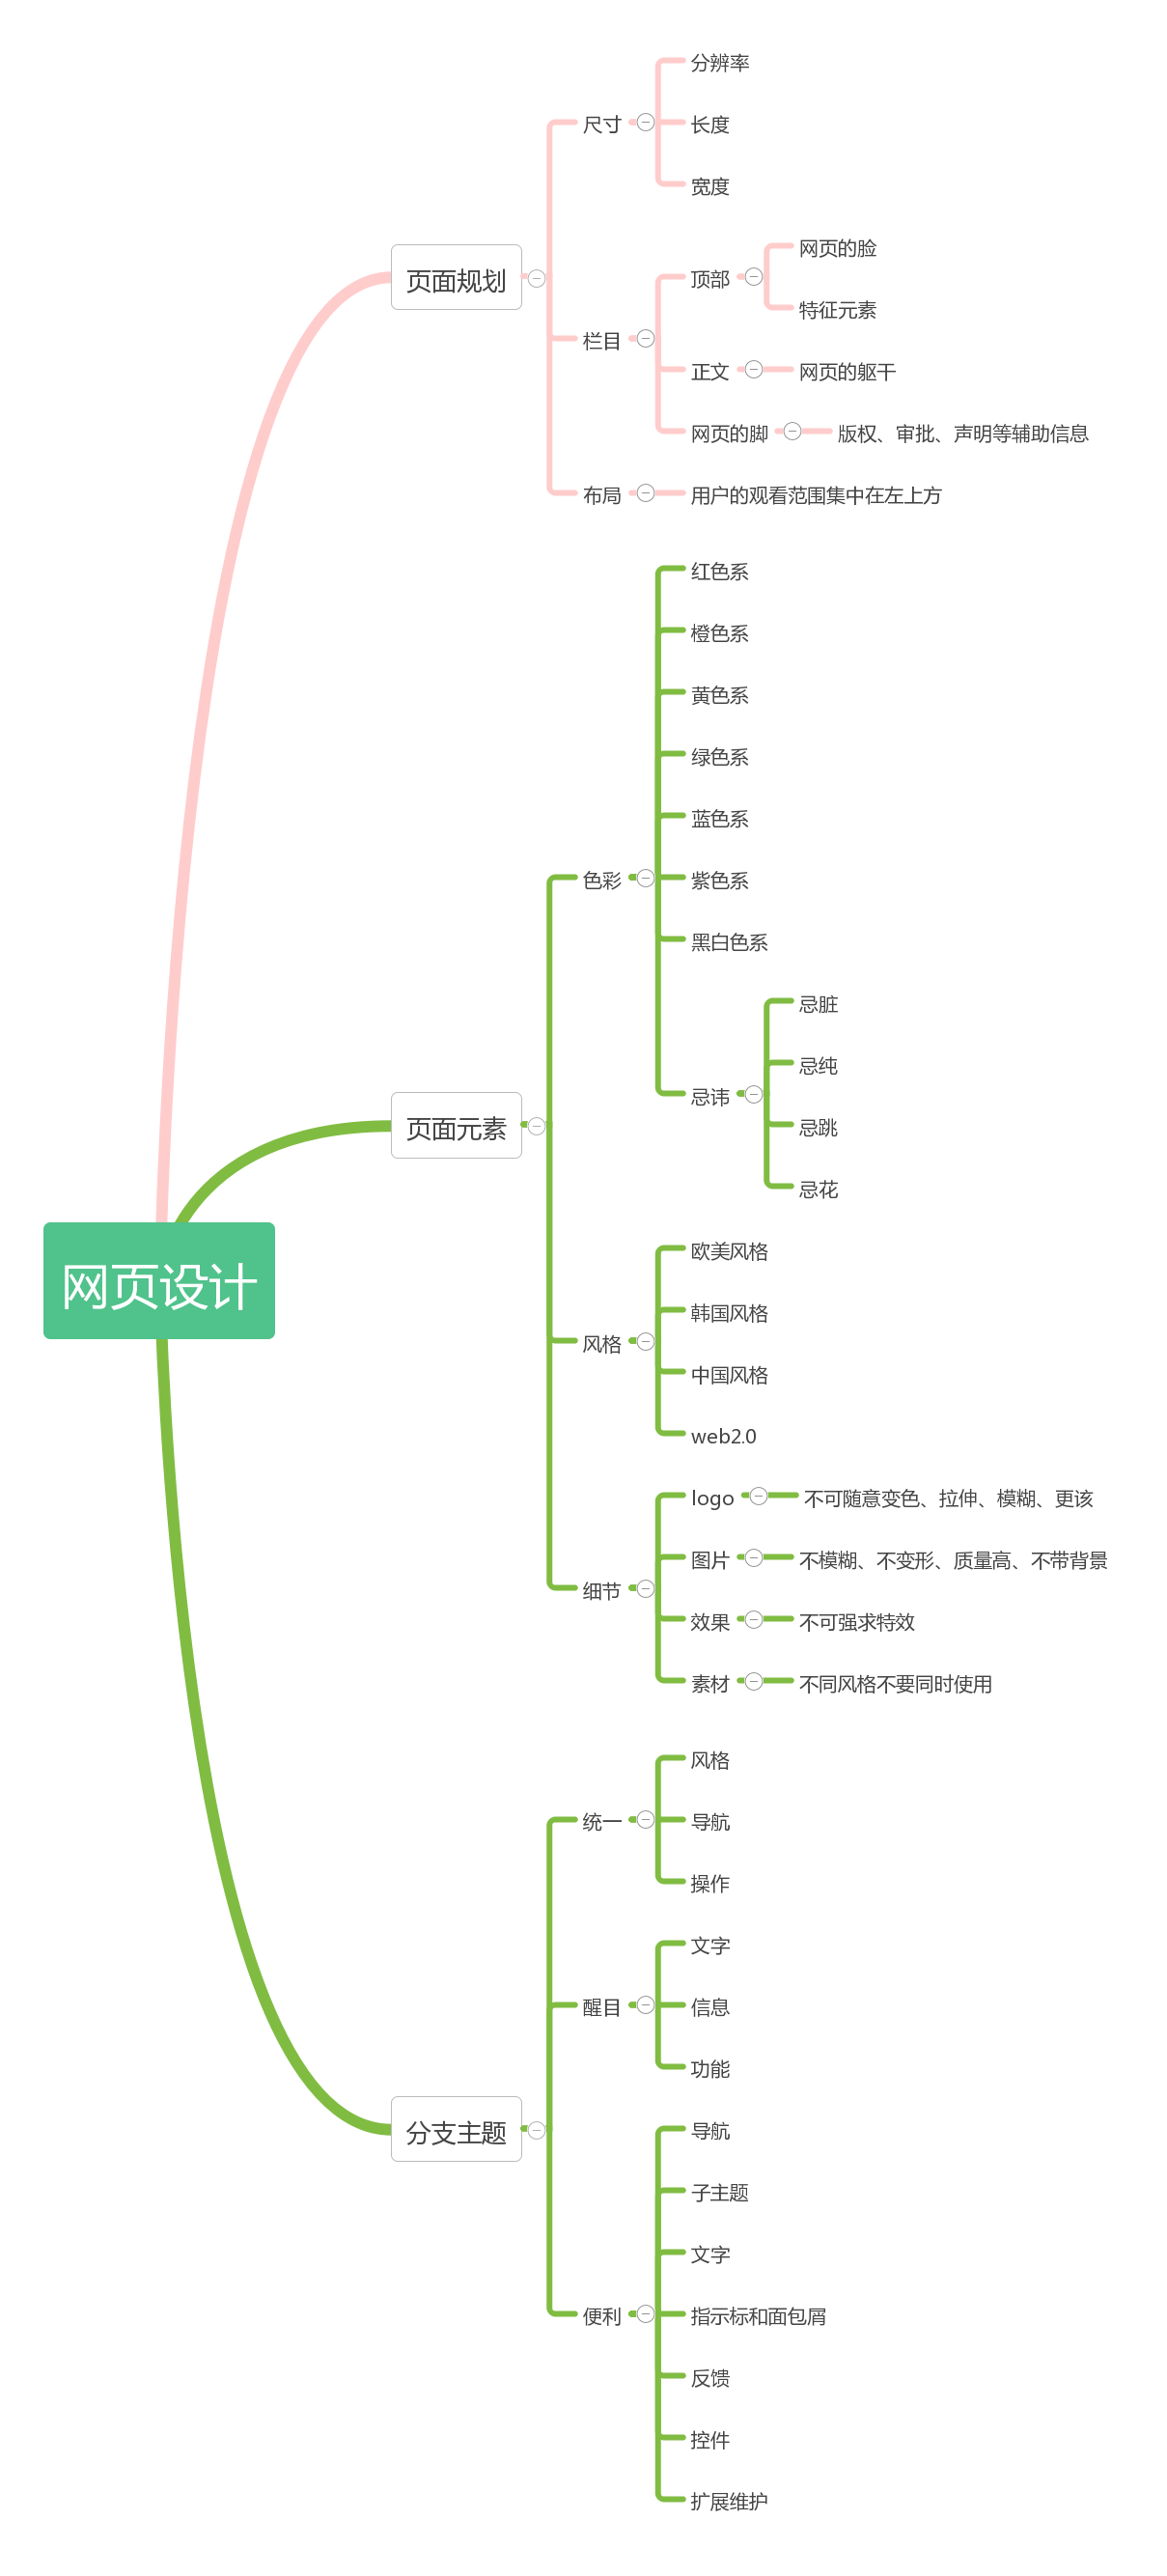 网页设计
页面规划
尺寸
分辨率
长度
宽度
栏目
顶部
网页的脸
特征元素
正文
网页的躯干
网页的脚
版权、审批、声明等辅助信息
布局
用户的观看范围集中在左上方
页面元素
色彩
红色系
橙色系
黄色系
绿色系
蓝色系
紫色系
黑白色系
忌讳
忌脏
忌纯
忌跳
忌花
风格
欧美风格
韩国风格
中国风格
web2.0
细节
logo
不可随意变色、拉伸、模糊、更该
图片
不模糊、不变形、质量高、不带背景
效果
不可强求特效
素材
不同风格不要同时使用
分支主题
统一
风格
导航
操作
醒目
文字
信息
功能
便利
导航
子主题
文字
指示标和面包屑
反馈
控件
扩展维护